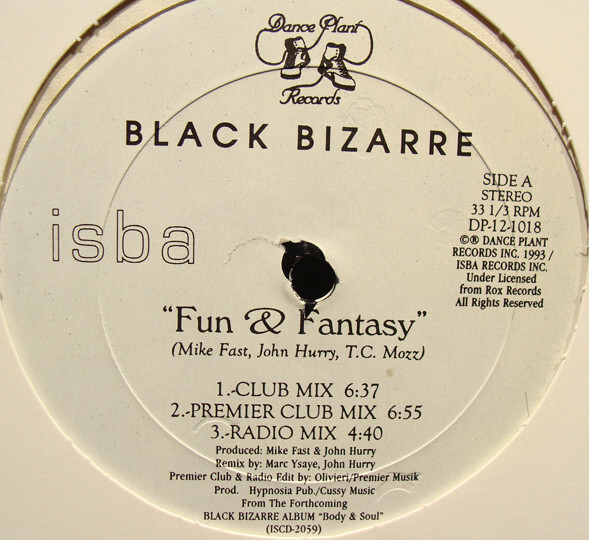 Dance Plant
Records
BLACK BIZARRE
isba
SIDE A
STEREO
33 1/3 RPM
DP-12-1018
©® DANCE PLANT
RECORDS INC. 1993 /
ISBA RECORDS INC.
Under Licensed
from Rox Records
All Rights Reserved
"Fun & Fantasy"
(Mike Fast, John Hurry, T.C. Mozz)
1.-CLUB MIX 6:37
2.-PREMIER CLUB MIX 6:55
3.-RADIO MIX 4:40
Produced: Mike Fast & John Hurry
Remix by: Marc Ysaye, John Hurry
Premier Club & Radio Edit by: Olivieri/Premier Musik
Prod. Hypnosia Pub./Cussy Music
From The Forthcoming
BLACK BIZARRE ALBUM "Body & Soul"
(ISCD-2059)